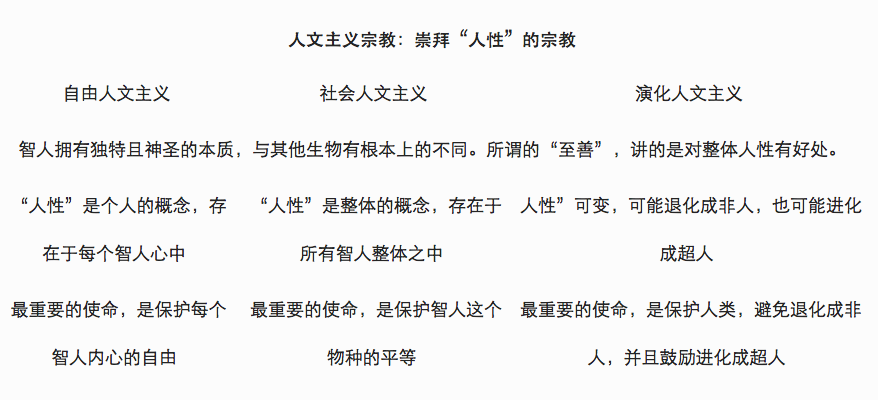 人文主义宗教：崇拜“人性”的宗教
自由人文主义 社会人文主义 演化人文主义
智人拥有独特且神圣的本质，与其他生物有根本上的不同。所谓的“至善”，讲的是对整体人性有好处。
“人性”是个人的概念，存
在于每个智人心中
“人性”是整体的概念，存在于
所有智人整体之中
人性”可变，可能退化成非人，也可能进化
成超人
最重要的使命，是保护每个
智人内心的自由
最重要的使命，是保护智人这个
物种的平等
最重要的使命，是保护人类，避免退化成非
人，并且鼓励进化成超人